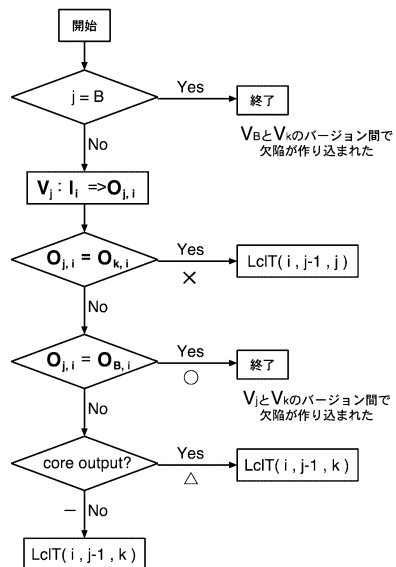 開始
j = B
Yes
終了
VBとVkのバージョン間で
欠陥が作り込まれた
No
Vj : Ii =>Oj, i
Oj, i = Ok, i
Yes
×
LclT( i , j-1 , j )
No
Oj, i = OB, i
Yes
○
終了
VjとVkのバージョン間で
欠陥が作り込まれた
No
core output?
Yes
△
LclT( i , j-1 , k )
− No
LclT( i , j-1 , k )